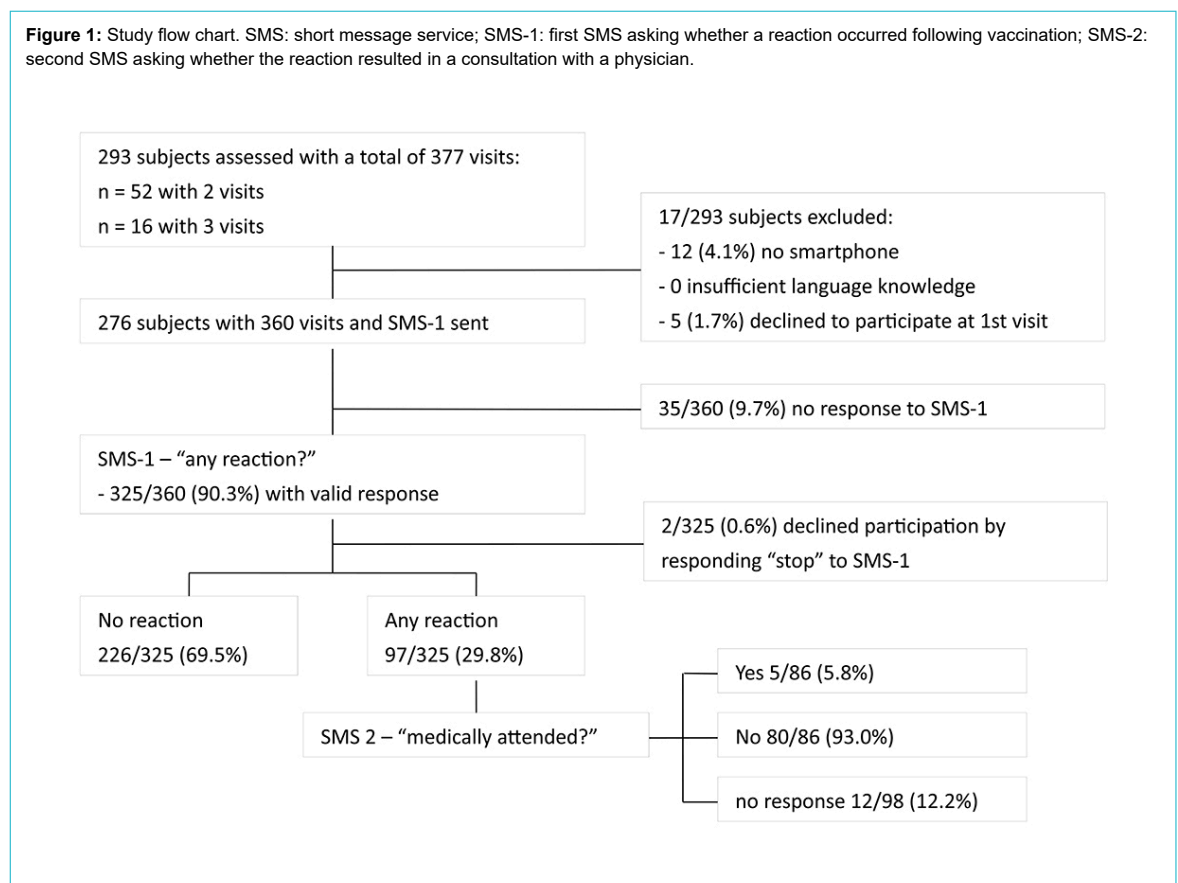 Figure 1: Study flow chart. SMS: short message service; SMS-1: first SMS asking whether a reaction occurred following vaccination; SMS-2:
second SMS asking whether the reaction resulted in a consultation with a physician.
293 subjects assessed with a total of 377 visits:
n = 52 with 2 visits
n = 16 with 3 visits
17/293 subjects excluded:
- 12 (4.1%) no smartphone
- 0 insufficient language knowledge
- 5 (1.7%) declined to participate at 1st visit
276 subjects with 360 visits and SMS-1 sent
35/360 (9.7%) no response to SMS-1
SMS-1 – “any reaction?”
- 325/360 (90.3%) with valid response
2/325 (0.6%) declined participation by
responding “stop” to SMS-1
No reaction
226/325 (69.5%)
Any reaction
97/325 (29.8%)
SMS 2 – “medically attended?”
Yes 5/86 (5.8%)
No 80/86 (93.0%)
no response 12/98 (12.2%)